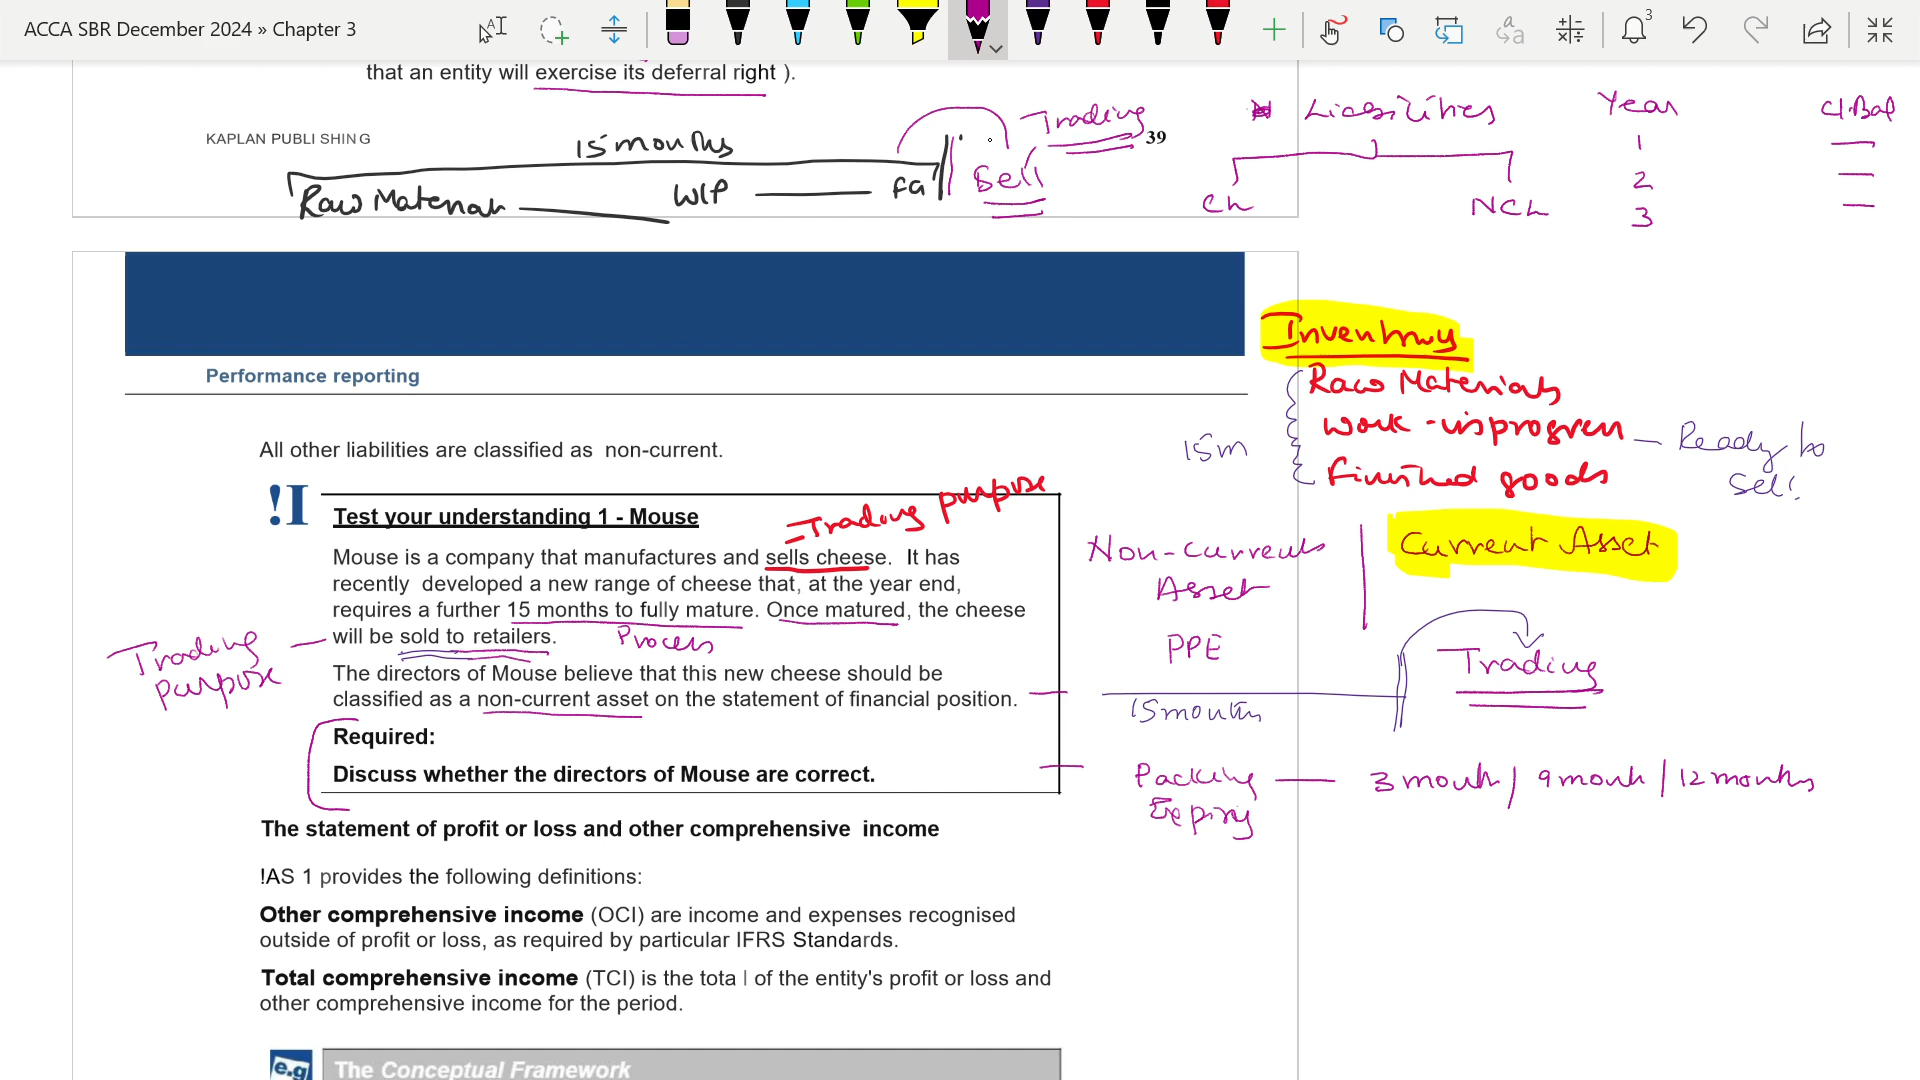 ACCA SBR December 2024 » Chapter 3
3
that an entity will exercise its deferral right ).
KAPLAN PUBLI SHING
39
15 months
Raw Material
WIP
FG
Sell
Trading
Liabilities
CL
NCL
Year
1
2
3
Cl.Bal
Performance reporting
Inventory
Raw Materials
Work-inprogress
Finished goods
Ready to
Sell
15m
All other liabilities are classified as non-current.
!I
Test your understanding 1 - Mouse
- Trading purpose
Mouse is a company that manufactures and sells cheese. It has
recently developed a new range of cheese that, at the year end,
requires a further 15 months to fully mature. Once matured, the cheese
will be sold to retailers.
Process
Trading
purpose
The directors of Mouse believe that this new cheese should be
classified as a non-current asset on the statement of financial position.
Required:
Discuss whether the directors of Mouse are correct.
Non-current
Asset
PPE
Current Asset
Trading
15 months
Packing
3 month / 9 month / 12 months
The statement of profit or loss and other comprehensive income
!AS 1 provides the following definitions:
Other comprehensive income (OCI) are income and expenses recognised
outside of profit or loss, as required by particular IFRS Standards.
Total comprehensive income (TCI) is the tota l of the entity's profit or loss and
other comprehensive income for the period.
e.g
The Conceptual Framework